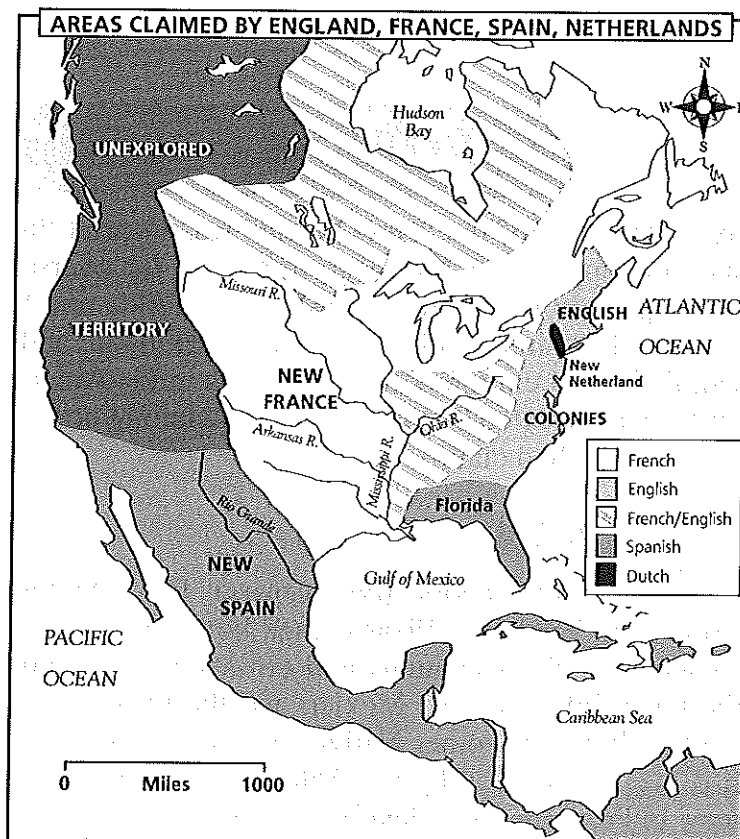 AREAS CLAIMED BY ENGLAND, FRANCE, SPAIN, NETHERLANDS
N
W
S
Hudson
Bay
UNEXPLORED
TERRITORY
Missouri R.
NEW
FRANCE
Arkansas R.
Mississippi R.
Ohio R.
ENGLISH
COLONIES
New
Netherland
ATLANTIC
OCEAN
Florida
Rio Grande
NEW
SPAIN
Gulf of Mexico
PACIFIC
OCEAN
Caribbean Sea
French
English
French/English
Spanish
Dutch
0 Miles 1000